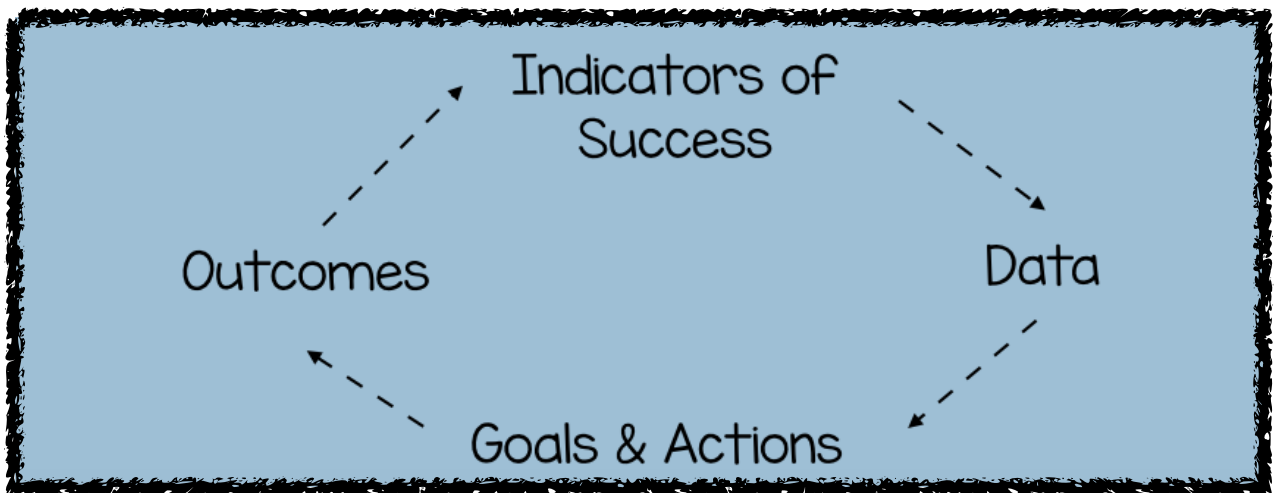 Indicators of
Success
Outcomes
Data
Goals & Actions